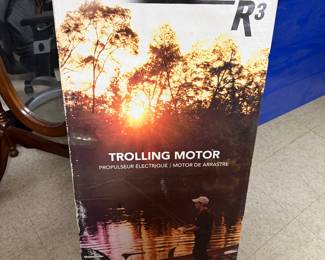 R3
TROLLING MOTOR
PROPULSEUR ÉLECTRIQUE | MOTOR DE ARRASTRE